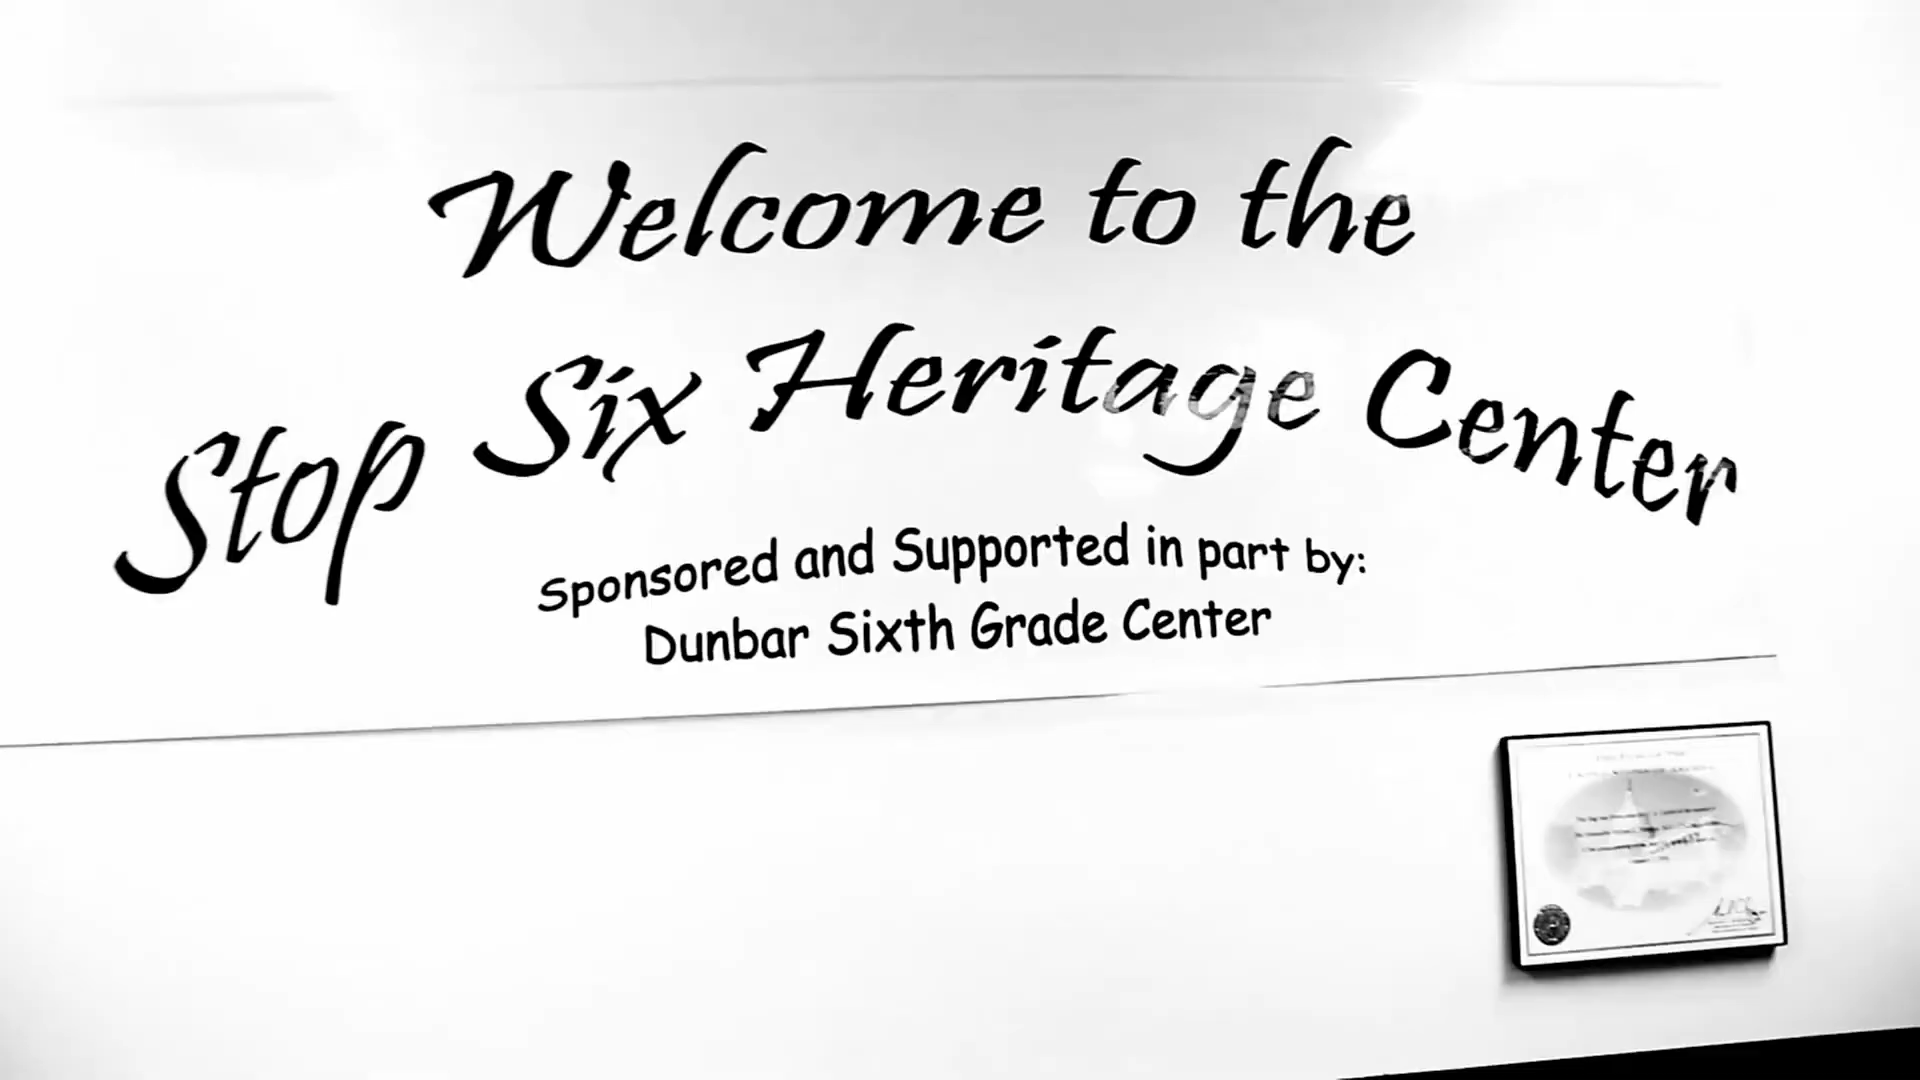 Welcome to the
Stop Six Heritage Center
Sponsored and Supported in part by:
Dunbar Sixth Grade Center